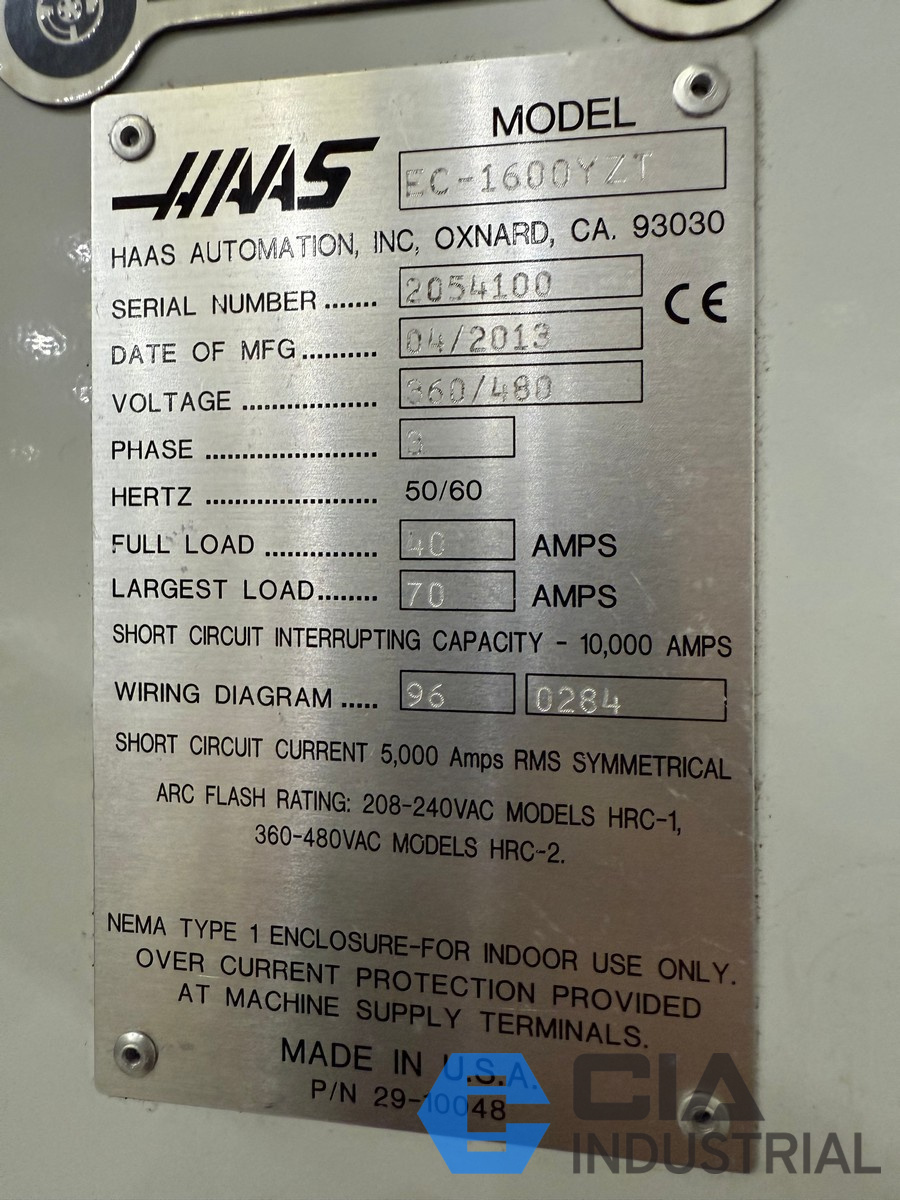 MODEL
HAAS EC-1600YZT
HAAS AUTOMATION, INC, OXNARD, CA. 93030
SERIAL NUMBER ....... 2054100 CE
DATE OF MFG.......... 04/2013
VOLTAGE ................... 360/480
PHASE ........................ 3
HERTZ ........................ 50/60
FULL LOAD ............... 40 AMPS
LARGEST LOAD........ 70 AMPS
SHORT CIRCUIT INTERRUPTING CAPACITY - 10,000 AMPS
WIRING DIAGRAM ..... 96 0284
SHORT CIRCUIT CURRENT 5,000 Amps RMS SYMMETRICAL
ARC FLASH RATING: 208-240VAC MODELS HRC-1,
360-480VAC MODELS HRC-2.
NEMA TYPE 1 ENCLOSURE-FOR INDOOR USE ONLY.
OVER CURRENT PROTECTION PROVIDED
AT MACHINE SUPPLY TERMINALS.
MADE IN U.S.A.
P/N 29-10048
CIA
INDUSTRIAL